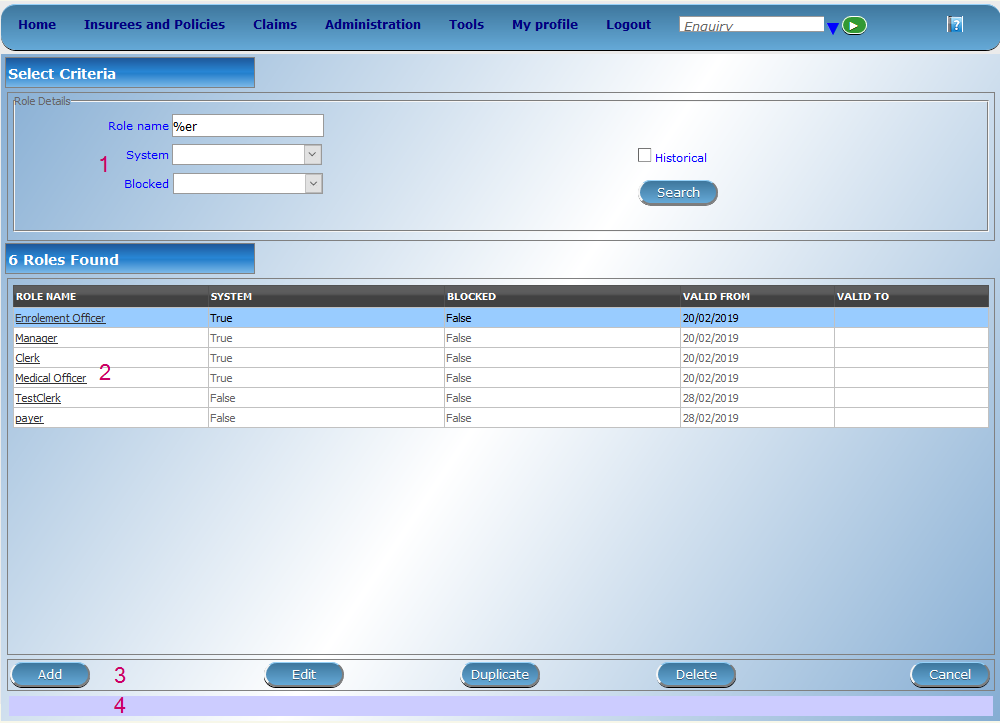 Home Insurees and Policies Claims Administration Tools My profile Logout Enquiry ?
Select Criteria
Role Details
Role name %er
System
1
Historical
Blocked
Search
6 Roles Found
ROLE NAME SYSTEM BLOCKED VALID FROM VALID TO
Enrolement Officer True False 20/02/2019
Manager True False 20/02/2019
Clerk True False 20/02/2019
Medical Officer 2 True False 20/02/2019
TestClerk False False 28/02/2019
payer False False 28/02/2019
Add 3 Edit Duplicate Delete Cancel
4